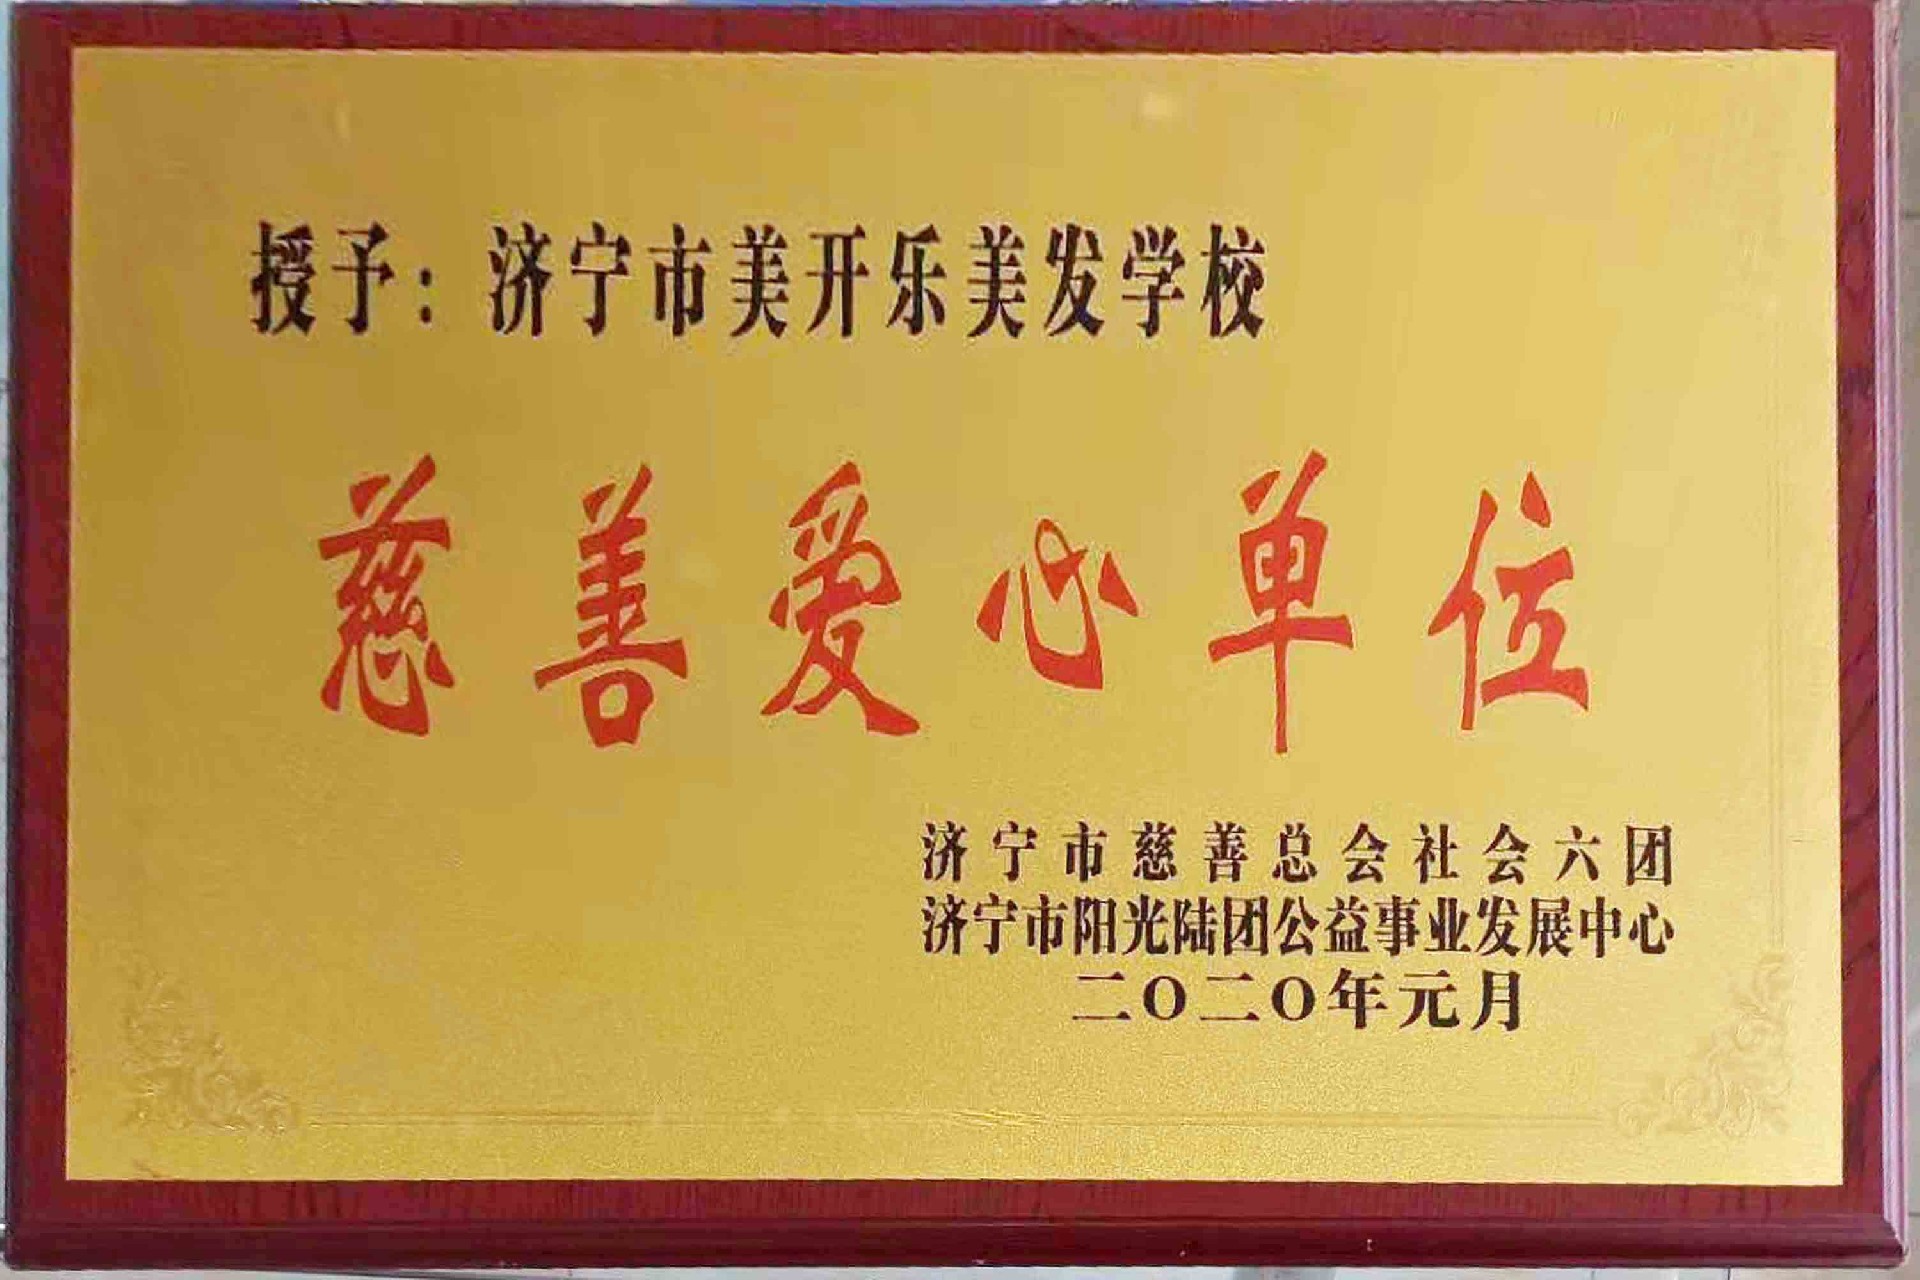 授予：济宁市美开乐美发学校
慈善爱心单位
济宁市慈善总会社会六团
济宁市阳光陆团公益事业发展中心
二〇二〇年元月